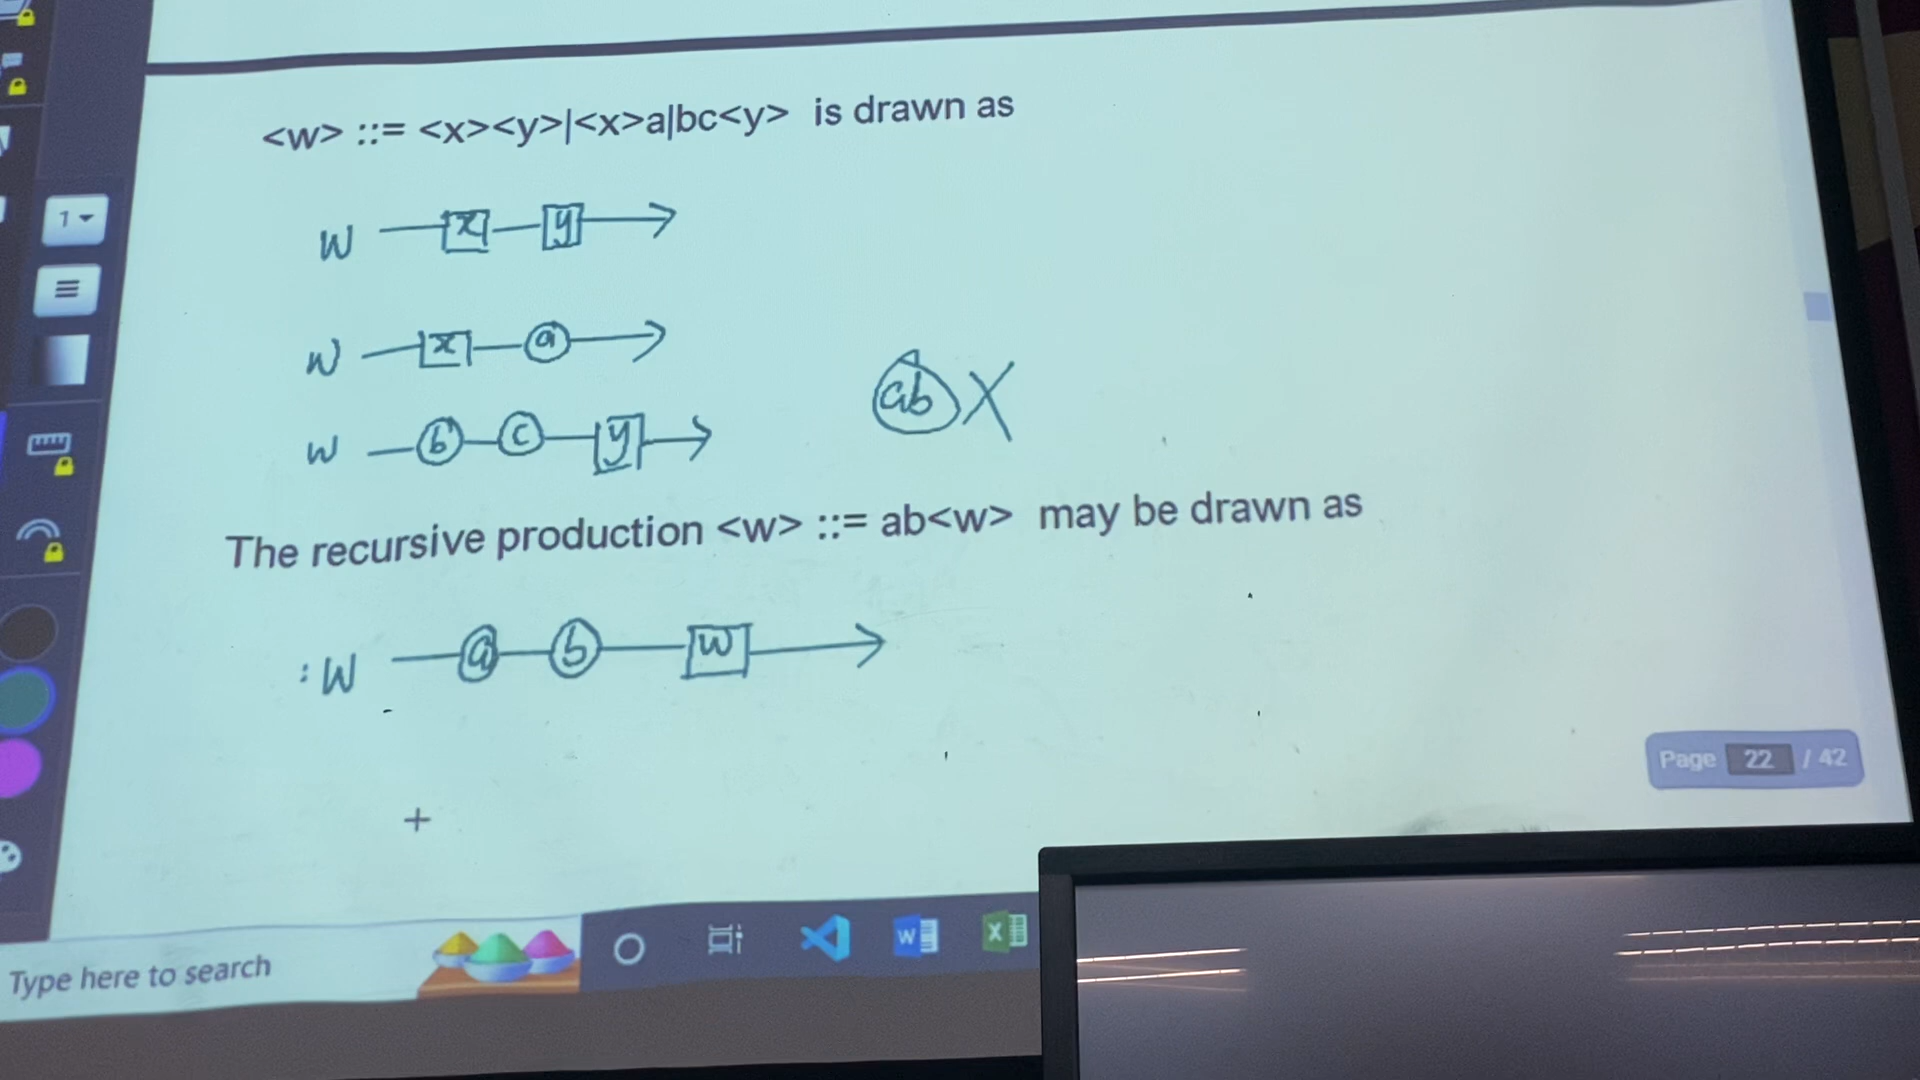 <w> ::= <x><y>|<x>a|bc<y> is drawn as
W x y
1
W x a
ab X
W b c y
The recursive production <w> ::= ab<w> may be drawn as
: W a b W
Page 22 / 42
Type here to search
W X